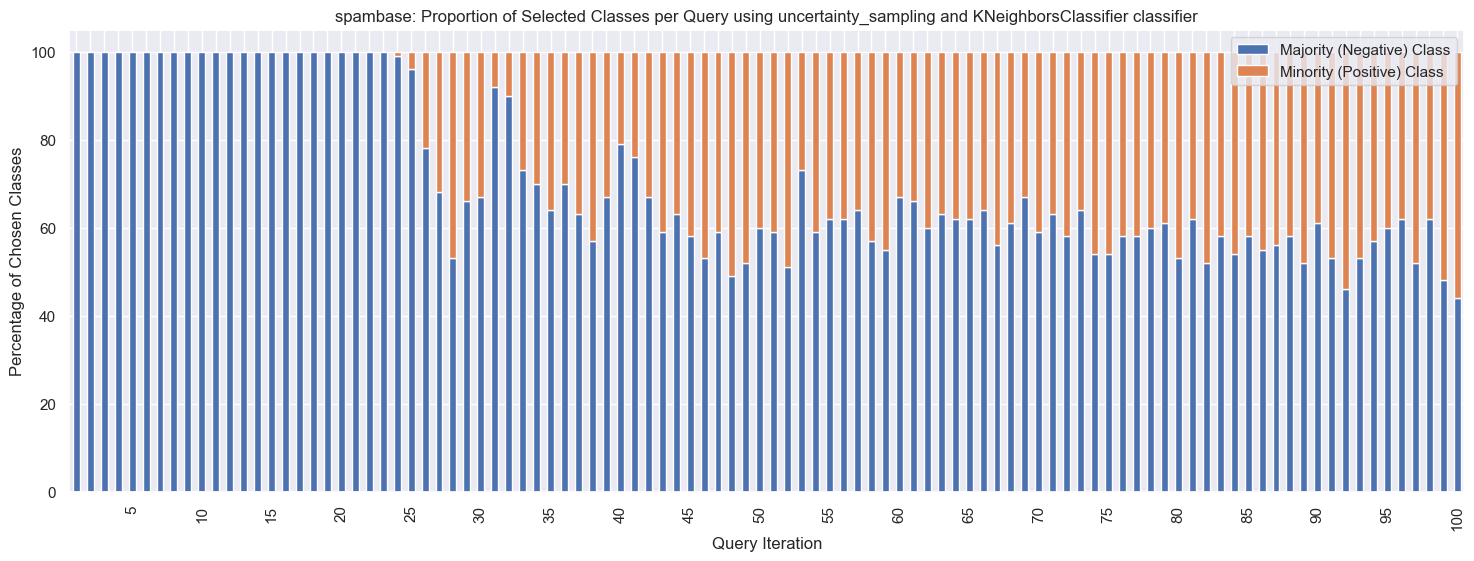 spambase: Proportion of Selected Classes per Query using uncertainty_sampling and KNeighborsClassifier classifier
Majority (Negative) Class
Minority (Positive) Class
Percentage of Chosen Classes
100
80
60
40
20
0
5 10 15 20 25 30 35 40 45 50 55 60 65 70 75 80 85 90 95 100
Query Iteration